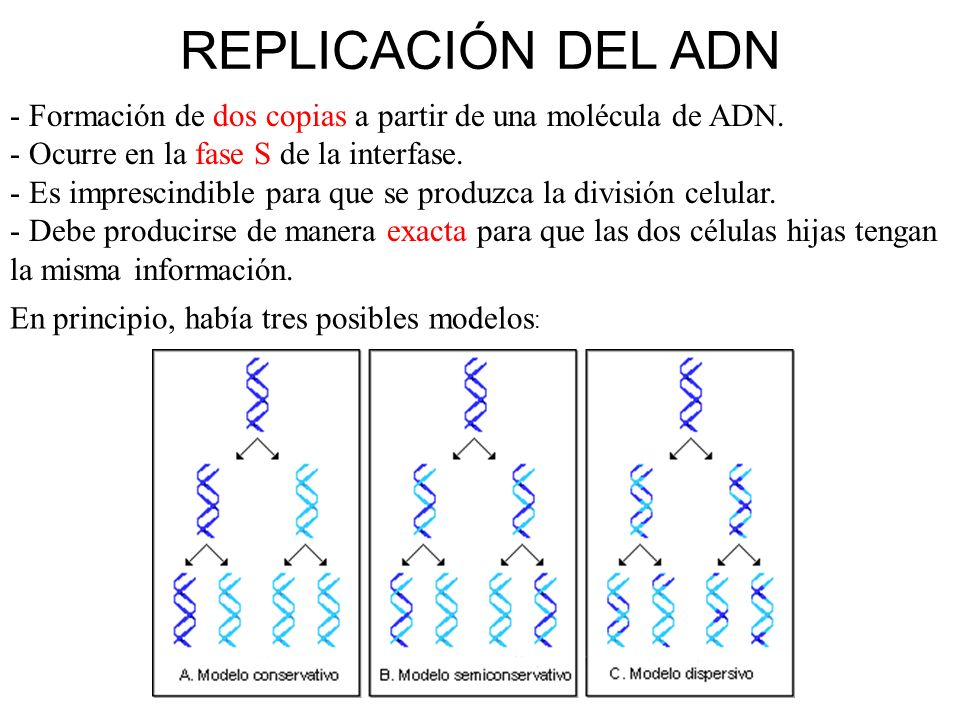 REPLICACIÓN DEL ADN
- Formación de dos copias a partir de una molécula de ADN.
- Ocurre en la fase S de la interfase.
- Es imprescindible para que se produzca la división celular.
- Debe producirse de manera exacta para que las dos células hijas tengan
la misma información.
En principio, había tres posibles modelos:
A. Modelo conservativo
B. Modelo semiconservativo
C. Modelo dispersivo